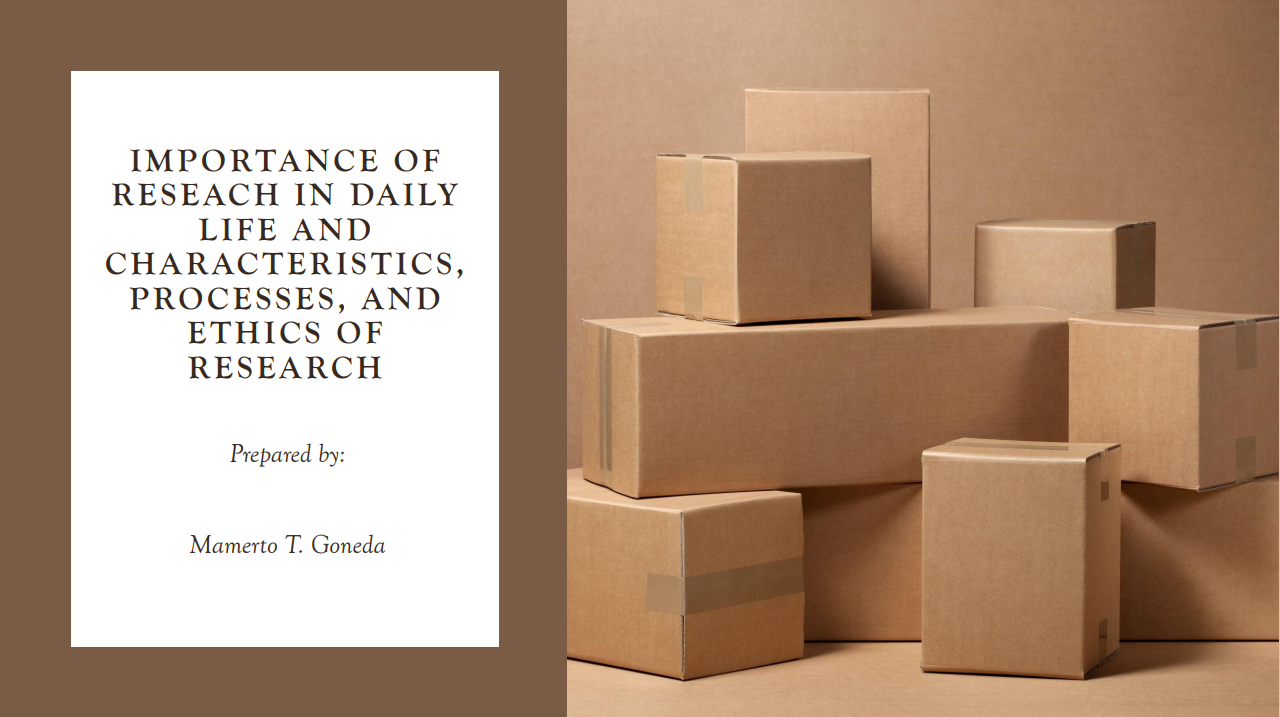 IMPORTANCE OF
RESEACH IN DAILY
LIFE AND
CHARACTERISTICS,
PROCESSES, AND
ETHICS OF
RESEARCH
Prepared by:
Mamerto T. Goneda